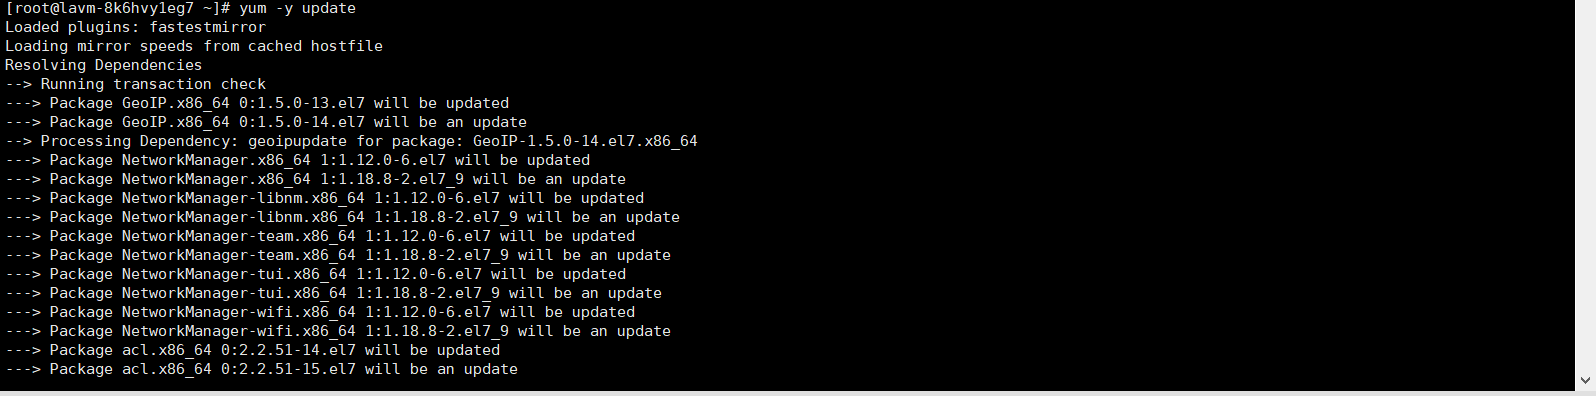 [root@lavm-8k6hvy1eg7 ~]# yum -y update
Loaded plugins: fastestmirror
Loading mirror speeds from cached hostfile
Resolving Dependencies
--> Running transaction check
---> Package GeoIP.x86_64 0:1.5.0-13.el7 will be updated
---> Package GeoIP.x86_64 0:1.5.0-14.el7 will be an update
--> Processing Dependency: geoipupdate for package: GeoIP-1.5.0-14.el7.x86_64
---> Package NetworkManager.x86_64 1:1.12.0-6.el7 will be updated
---> Package NetworkManager.x86_64 1:1.18.8-2.el7_9 will be an update
---> Package NetworkManager-libnm.x86_64 1:1.12.0-6.el7 will be updated
---> Package NetworkManager-libnm.x86_64 1:1.18.8-2.el7_9 will be an update
---> Package NetworkManager-team.x86_64 1:1.12.0-6.el7 will be updated
---> Package NetworkManager-team.x86_64 1:1.18.8-2.el7_9 will be an update
---> Package NetworkManager-tui.x86_64 1:1.12.0-6.el7 will be updated
---> Package NetworkManager-tui.x86_64 1:1.18.8-2.el7_9 will be an update
---> Package NetworkManager-wifi.x86_64 1:1.12.0-6.el7 will be updated
---> Package NetworkManager-wifi.x86_64 1:1.18.8-2.el7_9 will be an update
---> Package acl.x86_64 0:2.2.51-14.el7 will be updated
---> Package acl.x86_64 0:2.2.51-15.el7 will be an update